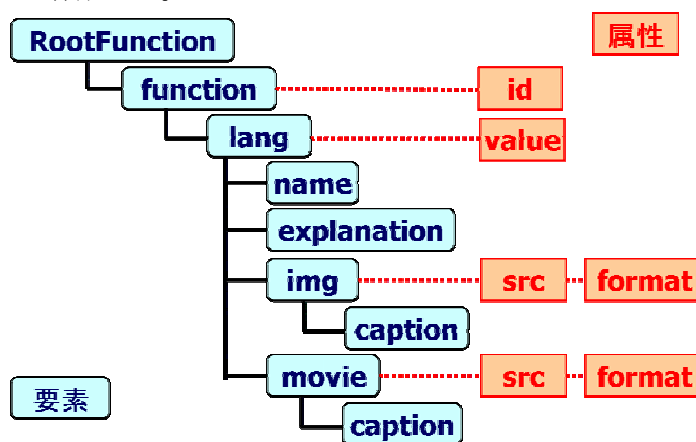 RootFunction
属性
function
id
lang
value
name
explanation
img
src
format
caption
movie
src
format
要素
caption